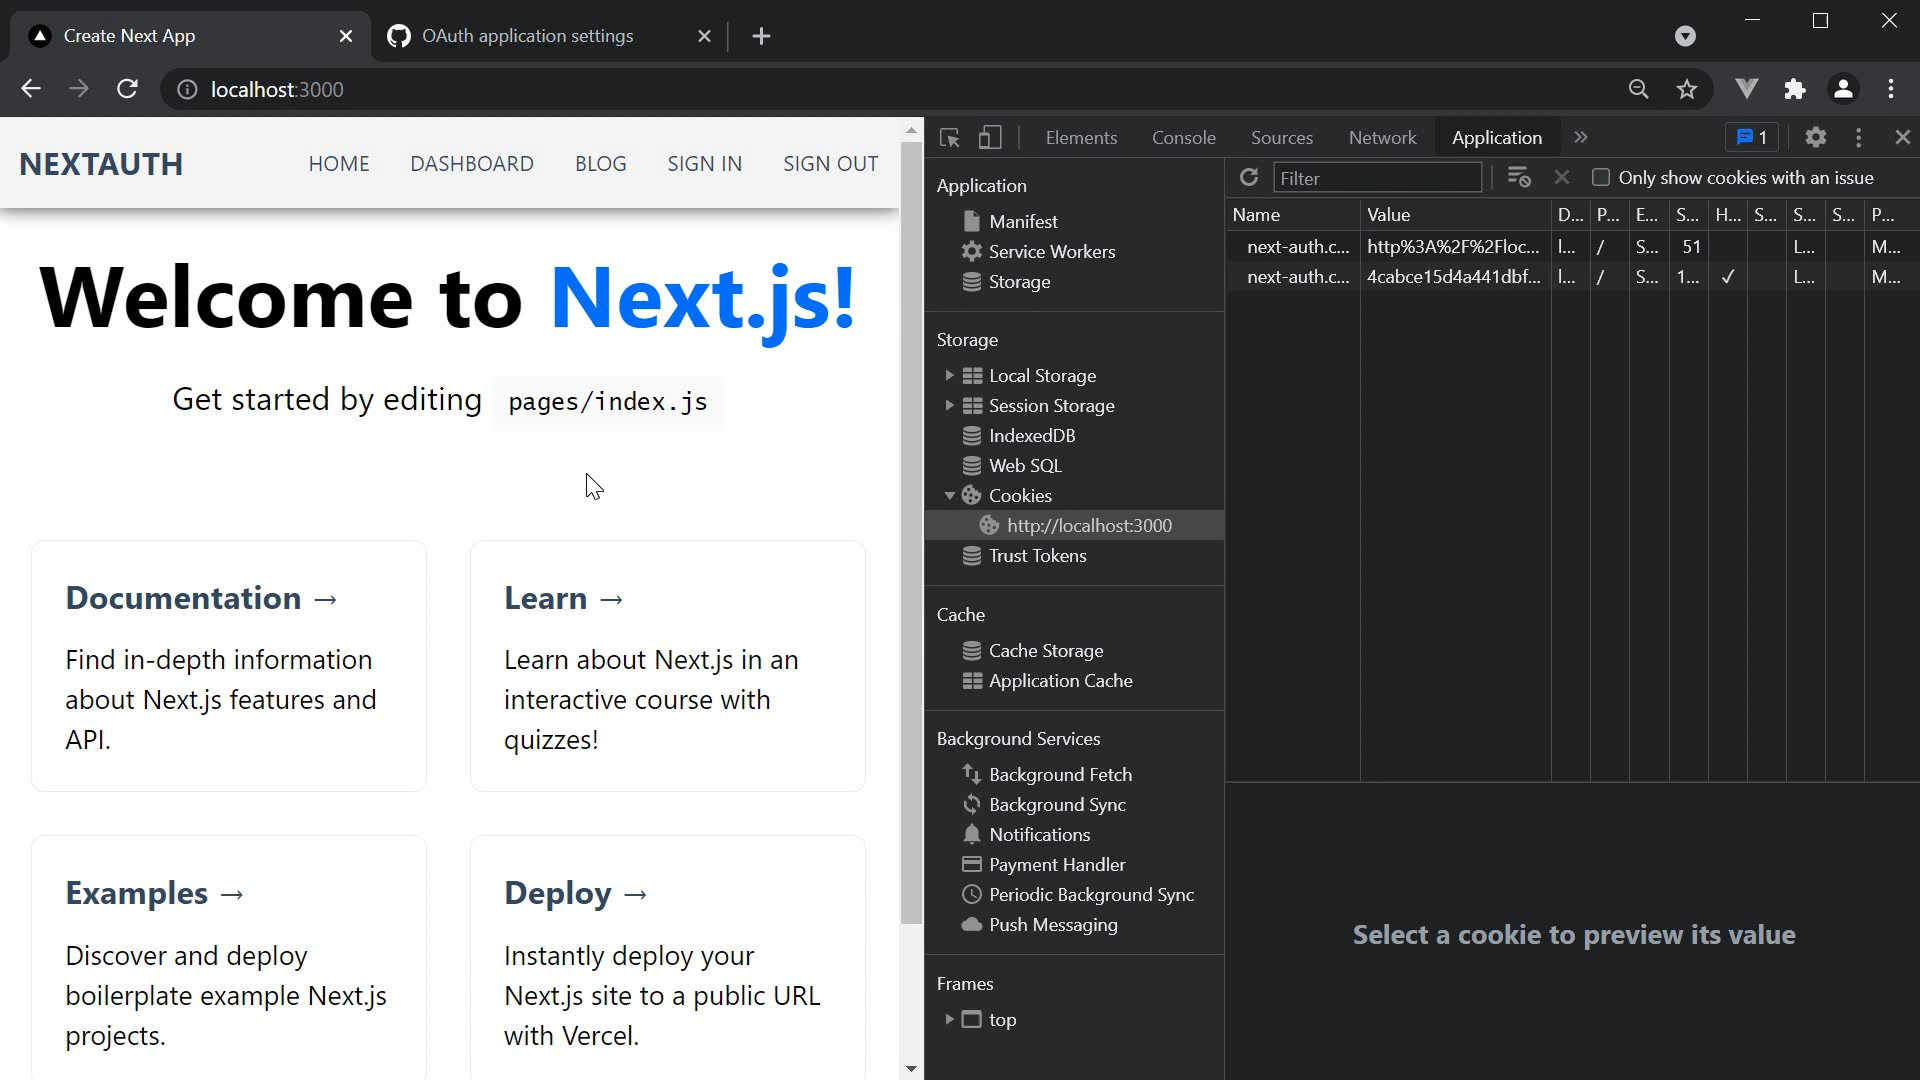 Create Next App
OAuth application settings
localhost:3000
NEXTAUTH
HOME
DASHBOARD
BLOG
SIGN IN
SIGN OUT
Welcome to Next.js!
Get started by editing pages/index.js
Documentation →
Find in-depth information
about Next.js features and
API.
Learn →
Learn about Next.js in an
interactive course with
quizzes!
Examples →
Discover and deploy
boilerplate example Next.js
projects.
Deploy →
Instantly deploy your
Next.js site to a public URL
with Vercel.
Elements
Console
Sources
Network
Application
1
Application
Manifest
Service Workers
Storage
Storage
Local Storage
Session Storage
IndexedDB
Web SQL
Cookies
http://localhost:3000
Trust Tokens
Cache
Cache Storage
Application Cache
Background Services
Background Fetch
Background Sync
Notifications
Payment Handler
Periodic Background Sync
Push Messaging
Frames
top
Filter
Only show cookies with an issue
Name Value D... P... E... S... H... S... S... S... P...
next-auth.c... http%3A%2F%2Floc... l... / S... 51 L... M...
next-auth.c... 4cabce15d4a441dbf... l... / S... 1... ✓ L... M...
Select a cookie to preview its value